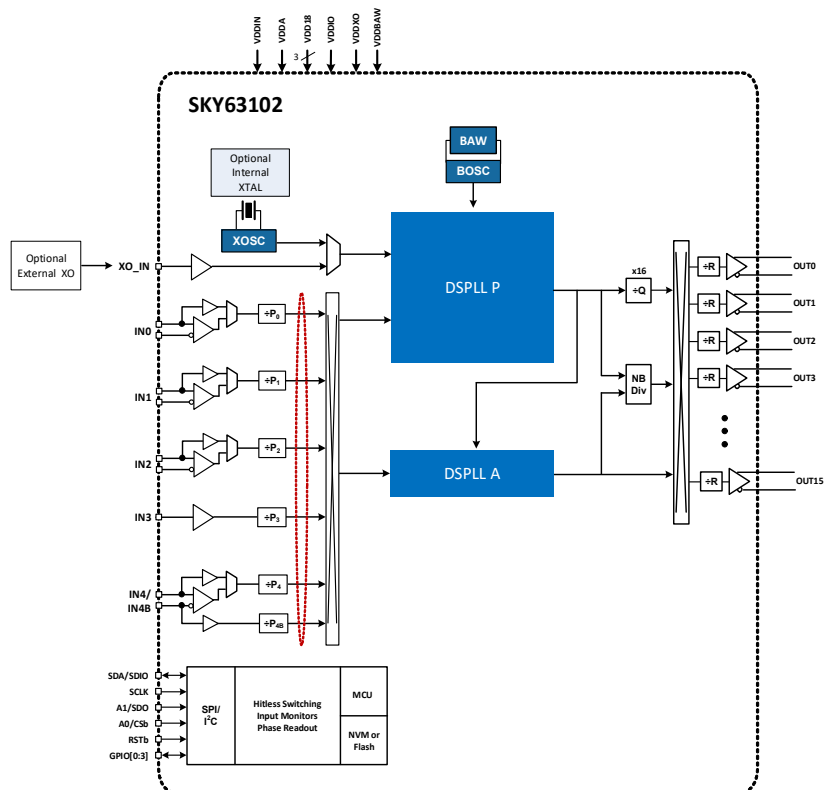 VDDIN
VDDA
VDD18
VDDIO
VDDXO
VDDBAW
3
SKY63102
Optional
Internal
XTAL
XOSC
BAW
BOSC
Optional
External XO
XO_IN
DSPLL P
x16
÷Q
÷R
OUT0
IN0
÷P0
÷R
OUT1
÷R
OUT2
IN1
÷P1
NB
Div
÷R
OUT3
IN2
÷P2
DSPLL A
÷R
OUT15
IN3
÷P3
IN4/
IN4B
÷P4
÷P4B
SDA/SDIO
SCLK
A1/SDO
A0/CSb
RSTb
GPIO[0:3]
SPI/
I²C
Hitless Switching
Input Monitors
Phase Readout
MCU
NVM or
Flash